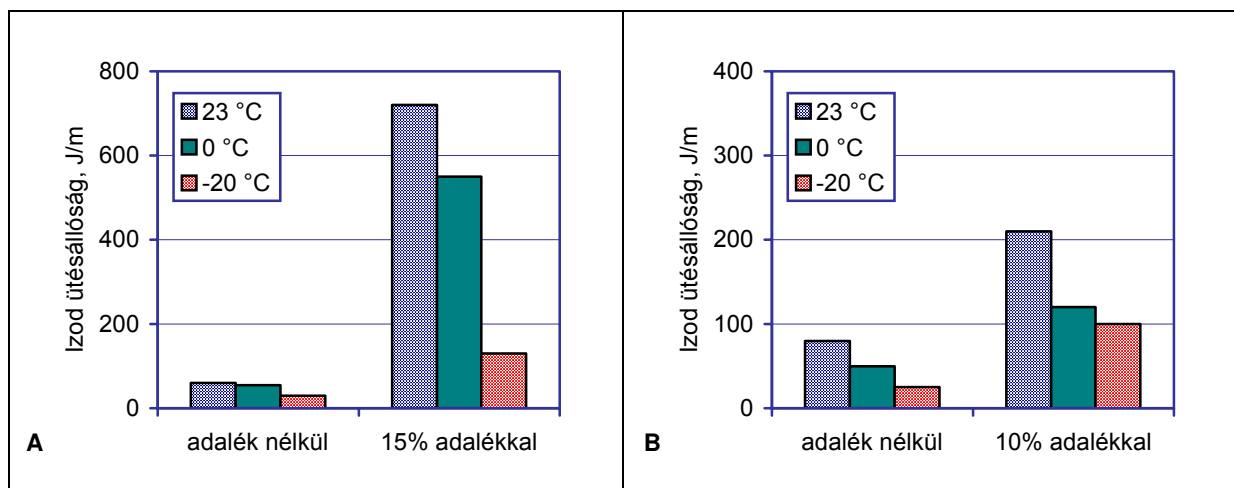 Izod ütésállóság, J/m
800
600
400
200
0
23 °C
0 °C
-20 °C
adalék nélkül
15% adalékkal
A
Izod ütésállóság, J/m
400
300
200
100
0
23 °C
0 °C
-20 °C
adalék nélkül
10% adalékkal
B